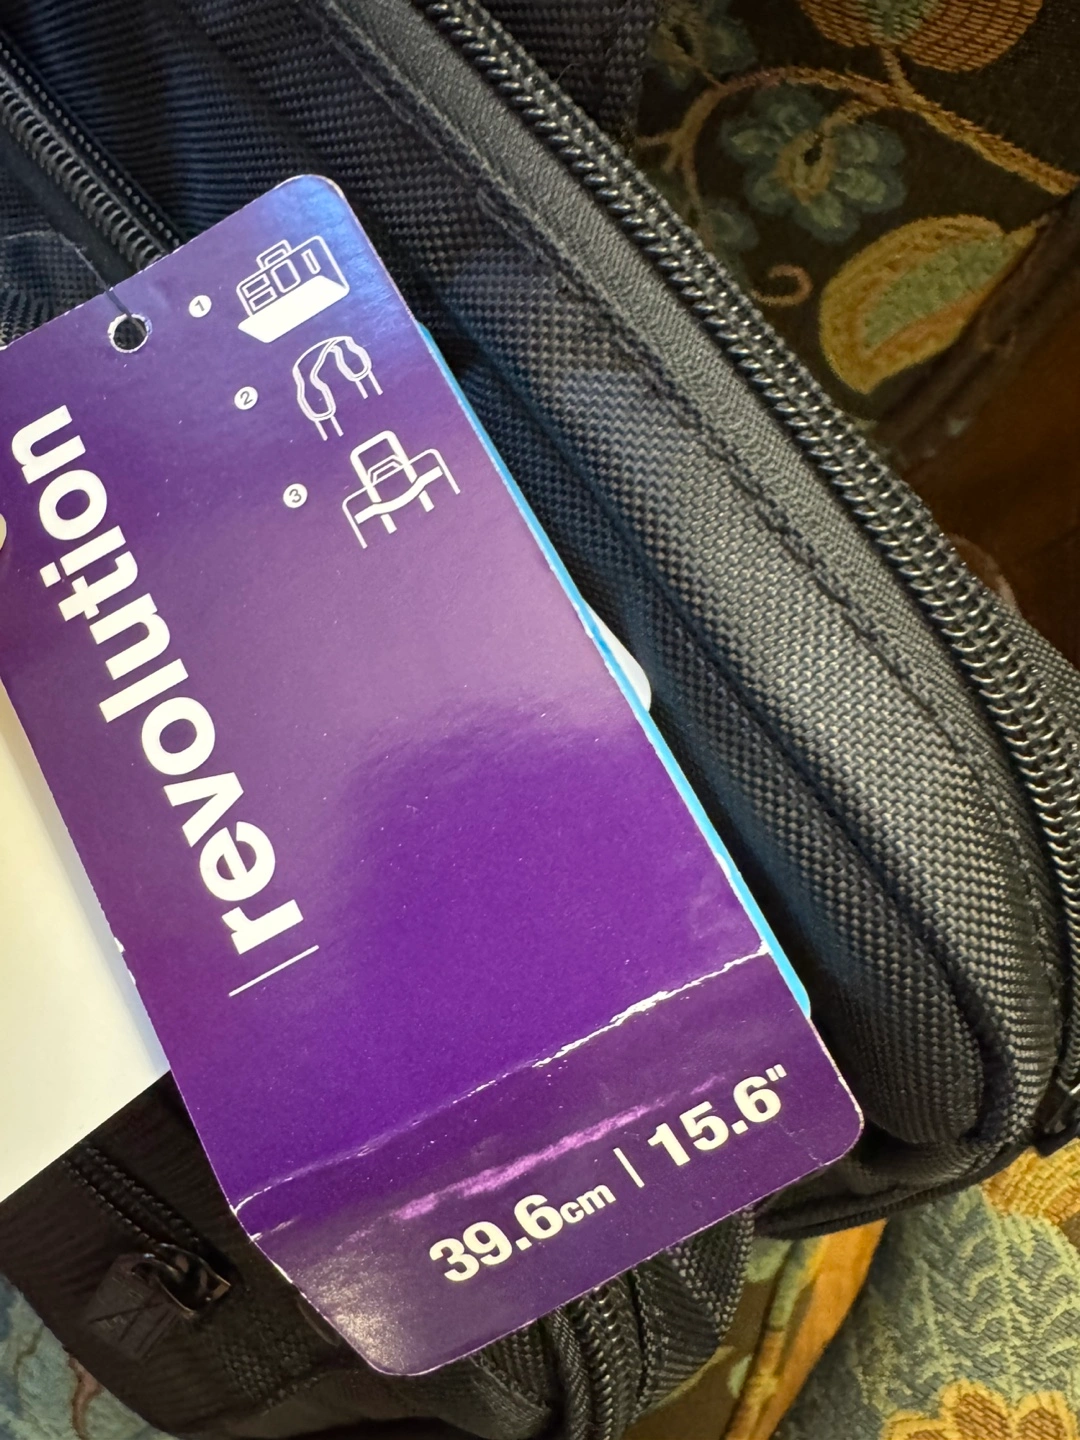 1
2
3
revolution
39.6cm | 15.6"